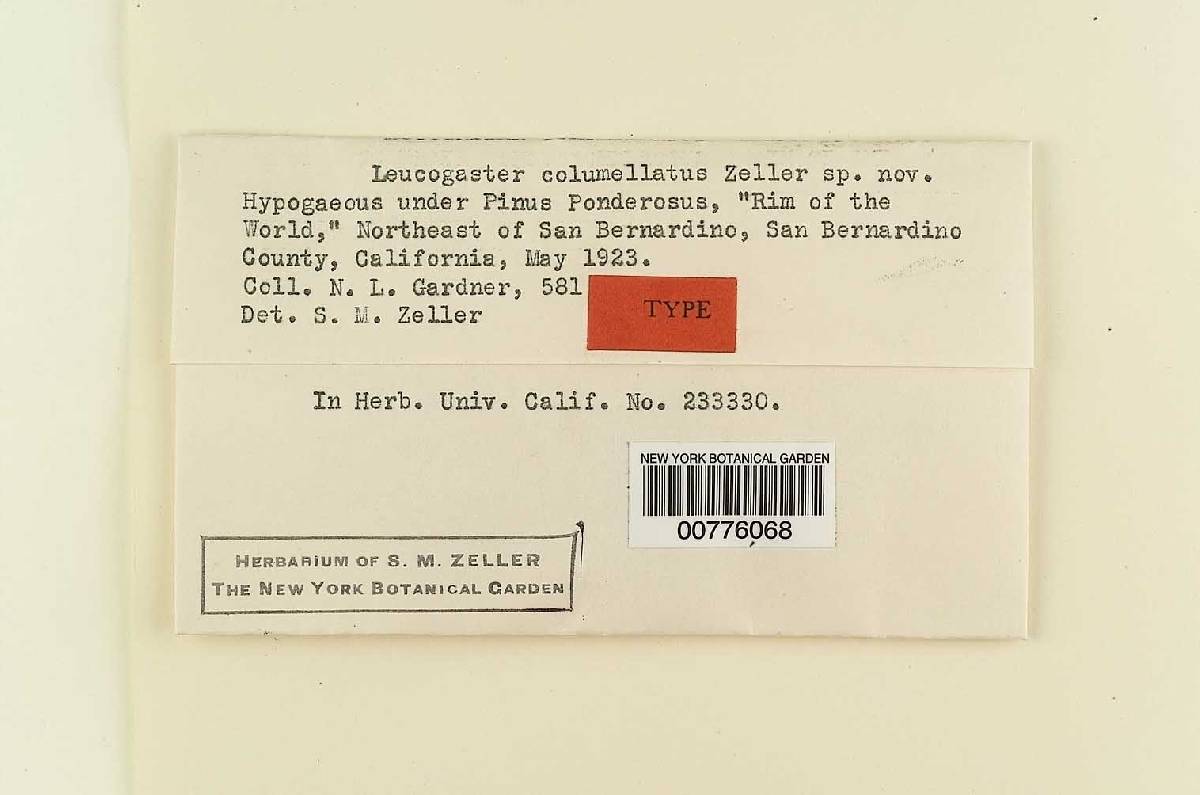 Leucogaster columellatus Zeller sp. nov.
Hypogaeous under Pinus Ponderosus, "Rim of the
World," Northeast of San Bernardino, San Bernardino
County, California, May 1923.
Coll. N. L. Gardner, 581
Det. S. M. Zeller
TYPE
In Herb. Univ. Calif. No. 233330.
NEW YORK BOTANICAL GARDEN
00776068
HERBARIUM OF S. M. ZELLER
THE NEW YORK BOTANICAL GARDEN